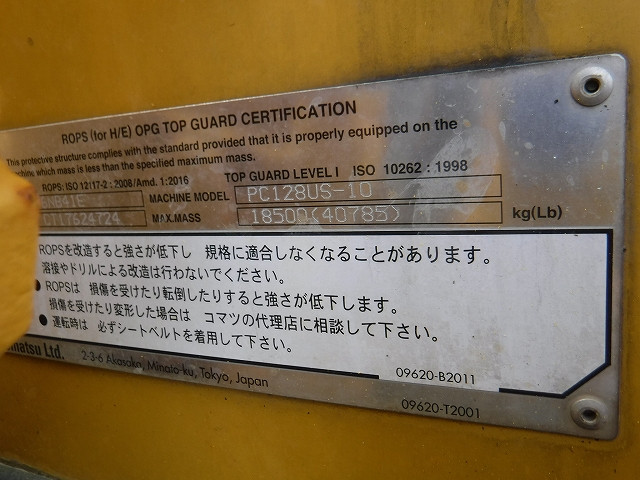 ROPS (for H/E) OPG TOP GUARD CERTIFICATION
This protective structure complies with the standard provided that it is properly equipped on the
machine which mass is less than the specified maximum mass.
ROPS: ISO 12117-2 : 2008/Amd. 1:2016 TOP GUARD LEVEL I ISO 10262 : 1998
MACHINE MODEL PC128US-10
0717624724 MAX.MASS 18500(40785) kg(Lb)
ROPSを改造すると強さが低下し 規格に適合しなくなることがあります。
溶接やドリルによる改造は行わないでください。
● ROPSは 損傷を受けたり転倒したりすると強さが低下します。
損傷を受けたり変形した場合は コマツの代理店に相談して下さい。
● 運転時は 必ずシートベルトを着用して下さい。
09620-B2011
matsu Ltd. 2-3-6 Akasaka, Minato-ku, Tokyo, Japan
09620-T2001